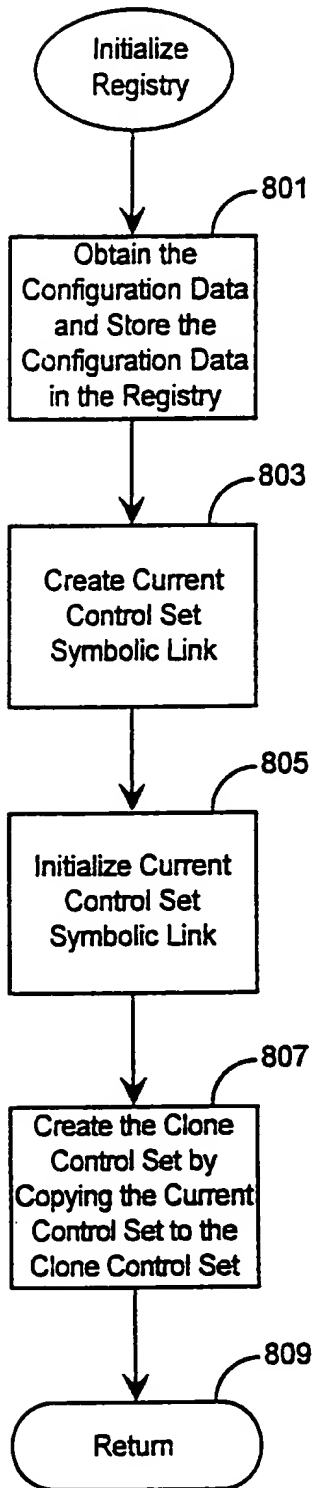 Initialize
Registry
801
Obtain the
Configuration Data
and Store the
Configuration Data
in the Registry
803
Create Current
Control Set
Symbolic Link
805
Initialize Current
Control Set
Symbolic Link
807
Create the Clone
Control Set by
Copying the Current
Control Set to the
Clone Control Set
809
Return